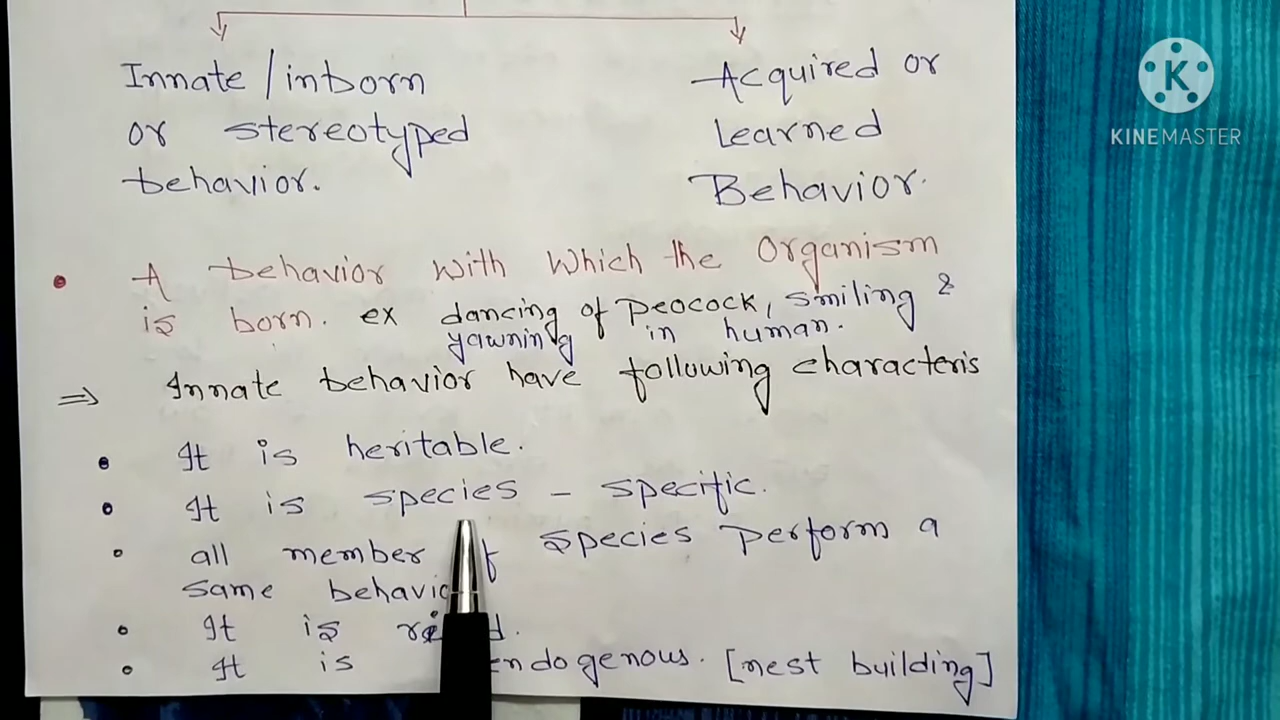 Innate / inborn
or stereotyped
behavior.
Acquired or
Learned
Behavior.
• A behavior with which the organism
is born. ex dancing of peocock, smiling &
yawning in human.
⇒ Innate behavior have following characteris
• It is heritable.
• It is species - specific.
• all member species perform a
same
• It is
• It is endogenous. [nest building]
K
KINEMASTER